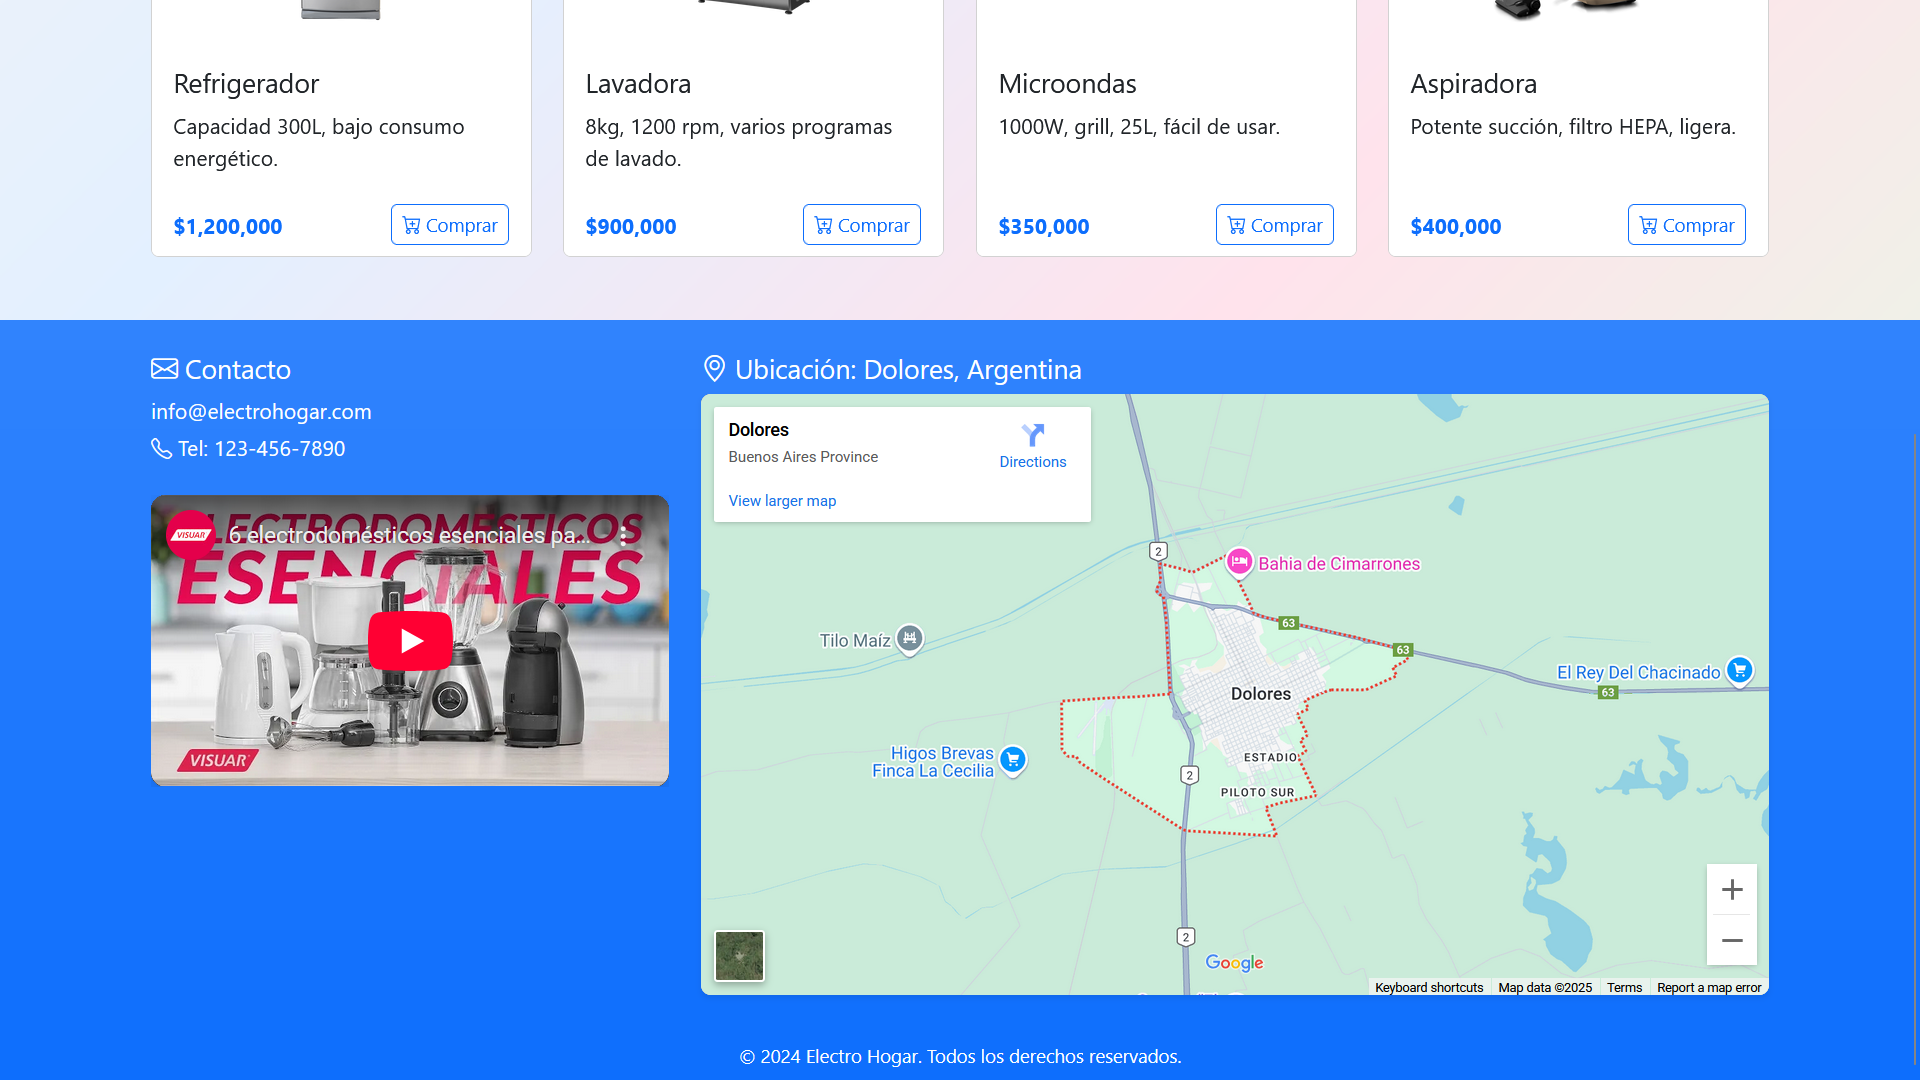 Refrigerador
Capacidad 300L, bajo consumo
energético.
$1,200,000
Comprar
Lavadora
8kg, 1200 rpm, varios programas
de lavado.
$900,000
Comprar
Microondas
1000W, grill, 25L, fácil de usar.
$350,000
Comprar
Aspiradora
Potente succión, filtro HEPA, ligera.
$400,000
Comprar
Contacto
info@electrohogar.com
Tel: 123-456-7890
VISUAR
6 electrodomésticos esenciales pa...
ELECTRODOMÉSTICOS
ESENCIALES
VISUAR
Ubicación: Dolores, Argentina
Dolores
Buenos Aires Province
Directions
View larger map
2
Bahia de Cimarrones
63
63
Tilo Maíz
El Rey Del Chacinado
63
Dolores
Higos Brevas
Finca La Cecilia
ESTADIO
2
PILOTO SUR
2
Google
Keyboard shortcuts
Map data ©2025
Terms
Report a map error
© 2024 Electro Hogar. Todos los derechos reservados.